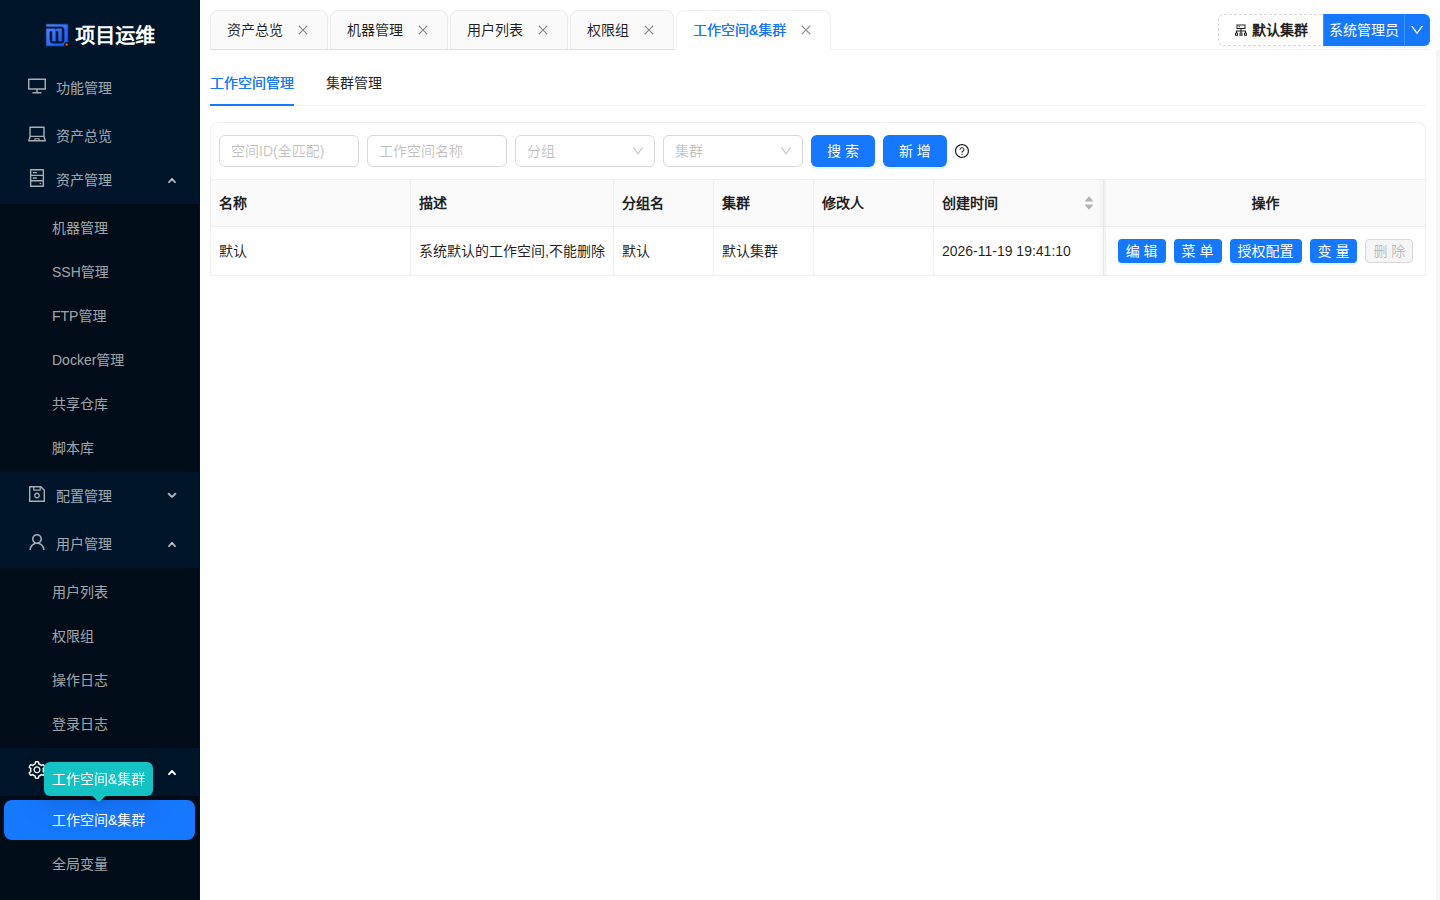 项目运维
功能管理
资产总览
资产管理
机器管理
SSH管理
FTP管理
Docker管理
共享仓库
脚本库
配置管理
用户管理
用户列表
权限组
操作日志
登录日志
工作空间&集群
工作空间&集群
全局变量
资产总览
机器管理
用户列表
权限组
工作空间&集群
默认集群
系统管理员
工作空间管理
集群管理
空间ID(全匹配)
工作空间名称
分组
集群
搜 索
新 增
名称
描述
分组名
集群
修改人
创建时间
操作
默认
系统默认的工作空间,不能删除
默认
默认集群
2026-11-19 19:41:10
编 辑
菜 单
授权配置
变 量
删 除